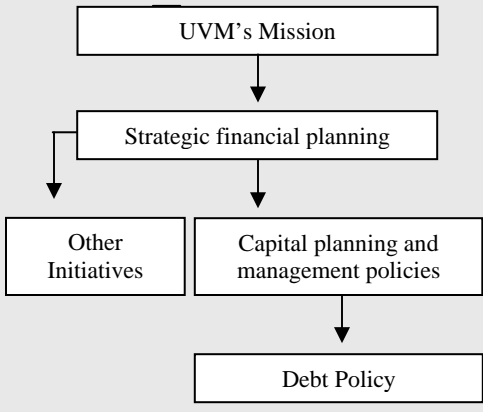 UVM's Mission
Strategic financial planning
Other
Initiatives
Capital planning and
management policies
Debt Policy